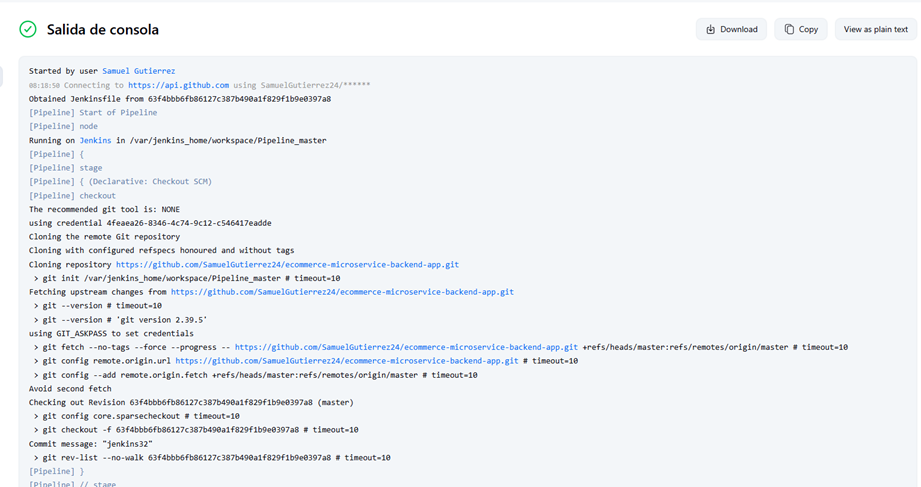 Salida de consola
Download
Copy
View as plain text
Started by user Samuel Gutierrez
08:18:50 Connecting to https://api.github.com using SamuelGutierrez24/******
Obtained Jenkinsfile from 63f4bbb6fb86127c387b490a1f829f1b9e0397a8
[Pipeline] Start of Pipeline
[Pipeline] node
Running on Jenkins in /var/jenkins_home/workspace/Pipeline_master
[Pipeline] {
[Pipeline] stage
[Pipeline] { (Declarative: Checkout SCM)
[Pipeline] checkout
The recommended git tool is: NONE
using credential 4feaea26-8346-4c74-9c12-c546417eadde
Cloning the remote Git repository
Cloning with configured refspecs honoured and without tags
Cloning repository https://github.com/SamuelGutierrez24/ecommerce-microservice-backend-app.git
> git init /var/jenkins_home/workspace/Pipeline_master # timeout=10
Fetching upstream changes from https://github.com/SamuelGutierrez24/ecommerce-microservice-backend-app.git
> git --version # timeout=10
> git --version # 'git version 2.39.5'
using GIT_ASKPASS to set credentials
> git fetch --no-tags --force --progress -- https://github.com/SamuelGutierrez24/ecommerce-microservice-backend-app.git +refs/heads/master:refs/remotes/origin/master # timeout=10
> git config remote.origin.url https://github.com/SamuelGutierrez24/ecommerce-microservice-backend-app.git # timeout=10
> git config --add remote.origin.fetch +refs/heads/master:refs/remotes/origin/master # timeout=10
Avoid second fetch
Checking out Revision 63f4bbb6fb86127c387b490a1f829f1b9e0397a8 (master)
> git config core.sparsecheckout # timeout=10
> git checkout -f 63f4bbb6fb86127c387b490a1f829f1b9e0397a8 # timeout=10
Commit message: "jenkins32"
> git rev-list --no-walk 63f4bbb6fb86127c387b490a1f829f1b9e0397a8 # timeout=10
[Pipeline] }
[Pipeline] // stage